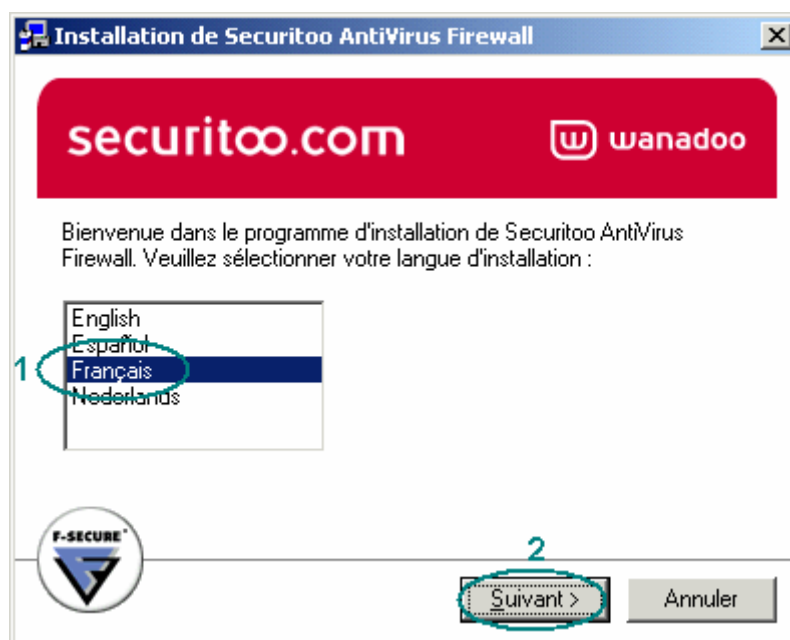 Installation de Securitoo AntiVirus Firewall
securitoo.com
wanadoo
Bienvenue dans le programme d'installation de Securitoo AntiVirus
Firewall. Veuillez sélectionner votre langue d'installation :
English
Español
1 Français
Nederlands
F-SECURE
2
Suivant > Annuler